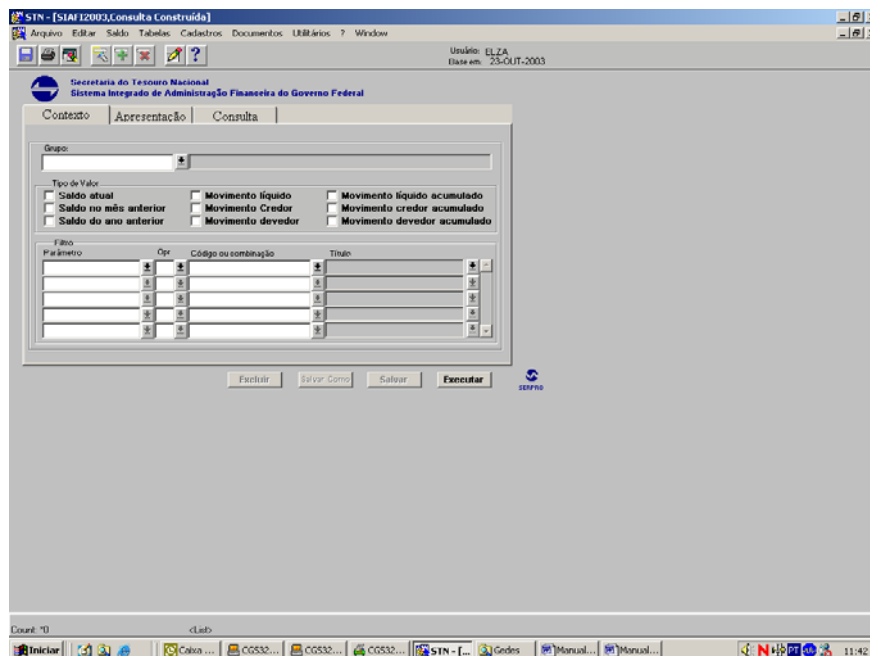 STN - [SIAFI2003,Consulta Construída]
Arquivo Editar Saldo Tabelas Cadastros Documentos Utilitários ? Window
Usuário: ELZA
Base em: 23-OUT-2003
Secretaria do Tesouro Nacional
Sistema Integrado de Administração Financeira do Governo Federal
Contexto Apresentação Consulta
Grupo:
Tipo de Valor
Saldo atual Movimento líquido Movimento líquido acumulado
Saldo no mês anterior Movimento Credor Movimento credor acumulado
Saldo do ano anterior Movimento devedor Movimento devedor acumulado
Filtro
Parâmetro Opr Código ou combinação Título
Excluir Salvar Como Salvar Executar
SERPRO
Count: *0 <List>
Iniciar Caixa ... CG532... CG532... CG532... STN - [... Gedes Manual... Manual... PT 11:42